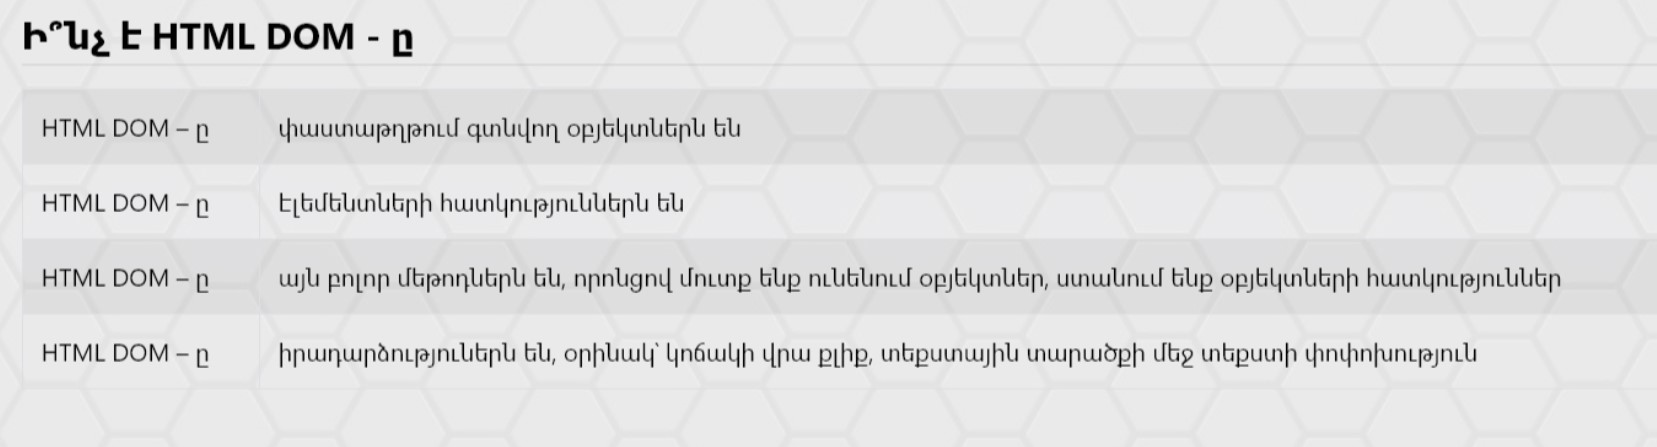 Ի՞նչ է HTML DOM - ը
HTML DOM – ը փաստաթղթում գտնվող օբյեկտներն են
HTML DOM – ը էլեմենտների հատկություններն են
HTML DOM – ը այն բոլոր մեթոդներն են, որոնցով մուտք ենք ունենում օբյեկտներ, ստանում ենք օբյեկտների հատկություններ
HTML DOM – ը իրադարձություներն են, օրինակ՝ կոճակի վրա քլիք, տեքստային տարածքի մեջ տեքստի փոփոխություն